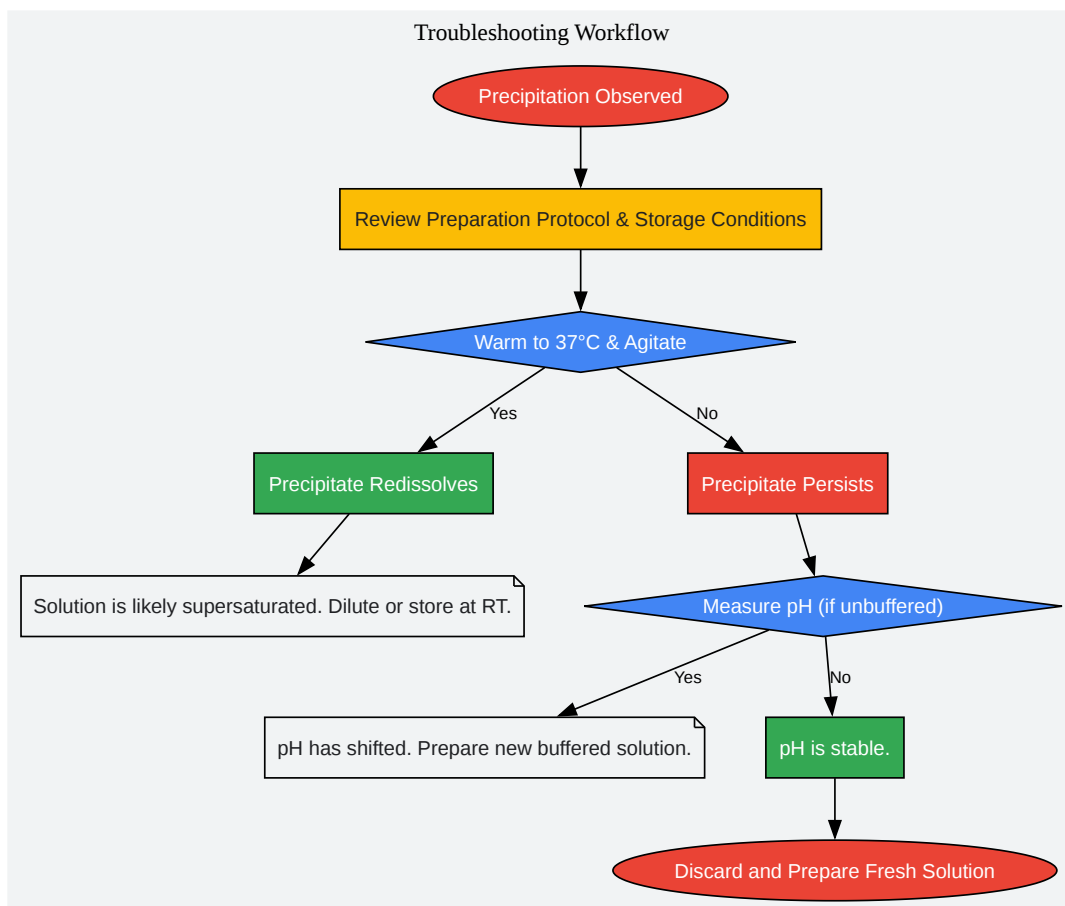 Troubleshooting Workflow
Precipitation Observed
Review Preparation Protocol & Storage Conditions
Warm to 37°C & Agitate
Yes
No
Precipitate Redissolves
Precipitate Persists
Solution is likely supersaturated. Dilute or store at RT.
Measure pH (if unbuffered)
Yes
No
pH has shifted. Prepare new buffered solution.
pH is stable.
Discard and Prepare Fresh Solution